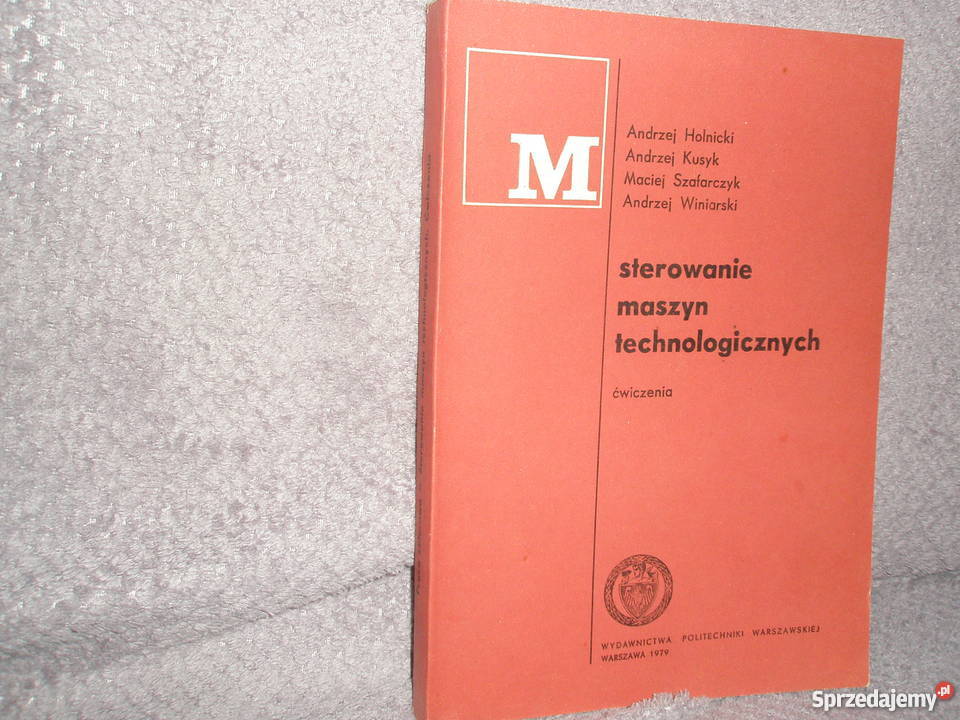 M
Andrzej Holnicki
Andrzej Kusyk
Maciej Szafarczyk
Andrzej Winiarski
sterowanie
maszyn
technologicznych
ćwiczenia
WYDAWNICTWA POLITECHNIKI WARSZAWSKIEJ
WARSZAWA 1979
Sprzedajemy.pl